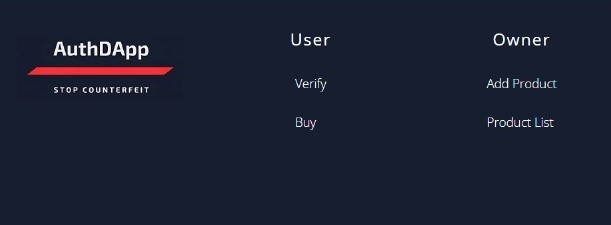 AuthDApp
STOP COUNTERFEIT
User
Verify
Buy
Owner
Add Product
Product List